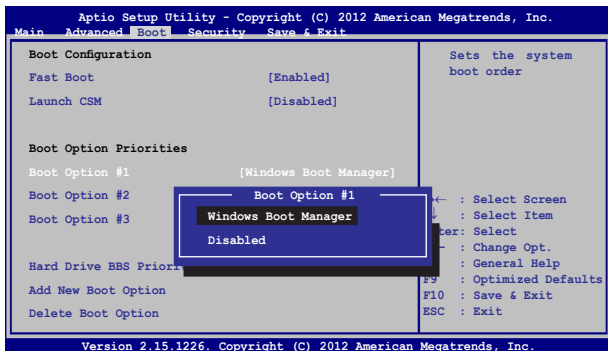 Aptio Setup Utility - Copyright (C) 2012 American Megatrends, Inc.
Main Advanced Boot Security Save & Exit
Boot Configuration
Fast Boot [Enabled]
Launch CSM [Disabled]
Boot Option Priorities
Boot Option #1 [Windows Boot Manager]
Boot Option #2
Boot Option #3
Hard Drive BBS
Add New Boot Option
Delete Boot Option
Boot Option #1
Windows Boot Manager
Disabled
Sets the system
boot order
: Select Screen
: Select Item
: Select
: Change Opt.
: General Help
F9 : Optimized Defaults
F10 : Save & Exit
ESC : Exit
Version 2.15.1226. Copyright (C) 2012 American Megatrends, Inc.